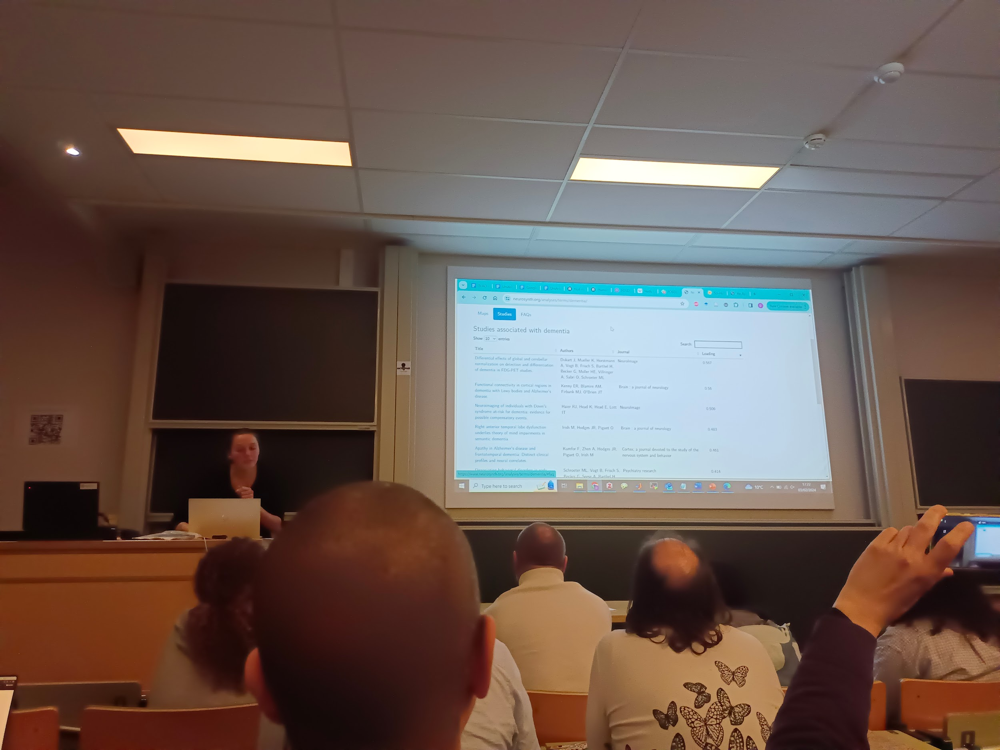 neurosynth.org/analyses/terms/dementia/
New Chrome available
Maps Studies FAQs
Studies associated with dementia
Show 10 entries
Search:
Title Authors Journal Loading
Differential effects of global and cerebellar
normalization on detection and differentiation
of dementia in FDG-PET studies.
Dukart J, Mueller K, Horstmann
A, Vogt B, Frisch S, Barthel H,
Becker G, Moller HE, Villringer
A, Sabri O, Schroeter ML
NeuroImage
0.567
Functional connectivity in cortical regions in
dementia with Lewy bodies and Alzheimer's
disease.
Kenny ER, Blamire AM,
Firbank MJ, O'Brien JT
Brain : a journal of neurology
0.56
Neuroimaging of individuals with Down's
syndrome at-risk for dementia: evidence for
possible compensatory events.
Haier RJ, Head K, Head E, Lott
IT
NeuroImage
0.506
Right anterior temporal lobe dysfunction
underlies theory of mind impairments in
semantic dementia.
Irish M, Hodges JR, Piguet O
Brain : a journal of neurology
0.483
Apathy in Alzheimer's disease and
frontotemporal dementia: Distinct clinical
profiles and neural correlates.
Kumfor F, Zhen A, Hodges JR,
Piguet O, Irish M
Cortex; a journal devoted to the study of the
nervous system and behavior
0.461
Dissociating behavioral disorders in early
Schroeter ML, Vogt B, Frisch S,
Becker G, Seese A, Barthel H
Psychiatry research
0.414
https://www.neurosynth.org/analyses/terms/dementia/#faq
Type here to search
10°C
17:22
03/02/2024